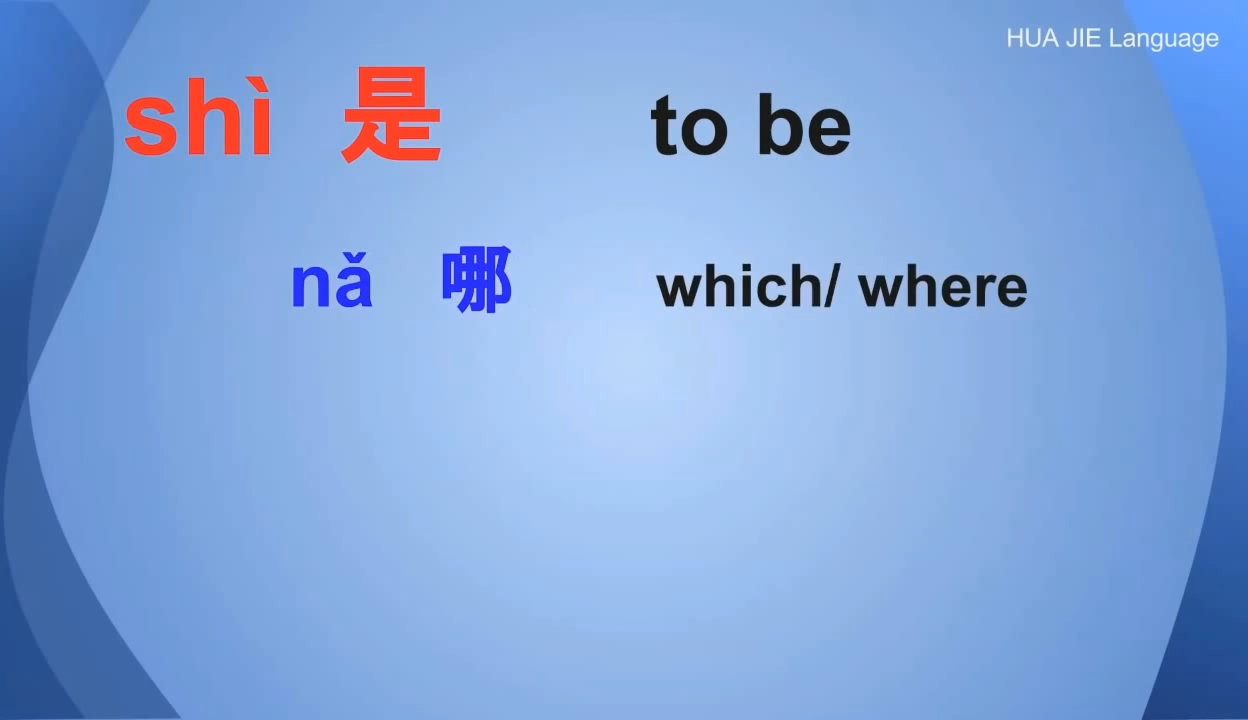 HUA JIE Language
shì 是 to be
nǎ 哪 which/ where